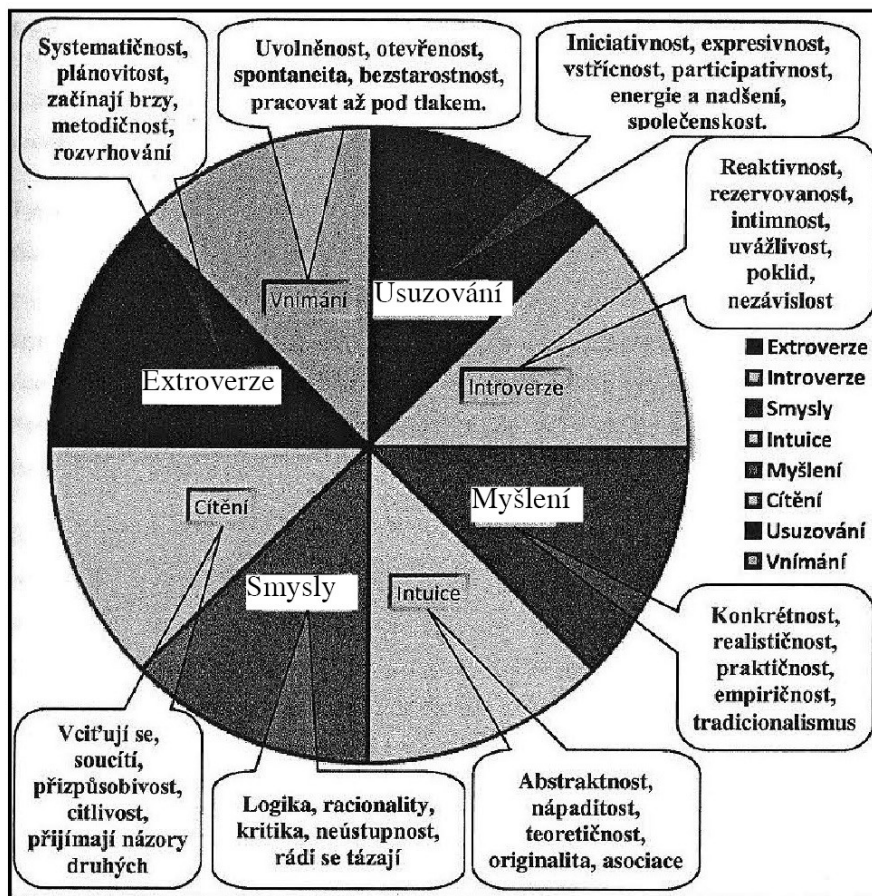 Systematičnost,
plánovitost,
začínají brzy,
metodičnost,
rozvrhování
Uvolněnost, otevřenost,
spontaneita, bezstarostnost,
pracovat až pod tlakem.
Iniciativnost, expresivnost,
vstřícnost, participativnost,
energie a nadšení,
společenskost.
Reaktivnost,
rezervovanost,
intimnost,
uvážlivost,
poklid,
nezávislost
Vnímání
Usuzování
Extroverze
Introverze
Cítění
Myšlení
Smysly
Intuice
Extroverze
Introverze
Smysly
Intuice
Myšlení
Cítění
Usuzování
Vnímání
Konkrétnost,
realističnost,
praktičnost,
empiričnost,
tradicionalismus
Vciťují se,
soucítí,
přizpůsobivost,
citlivost,
přijímají názory
druhých
Logika, racionality,
kritika, neústupnost,
rádi se tázají
Abstraktnost,
nápaditost,
teoretičnost,
originalita, asociace